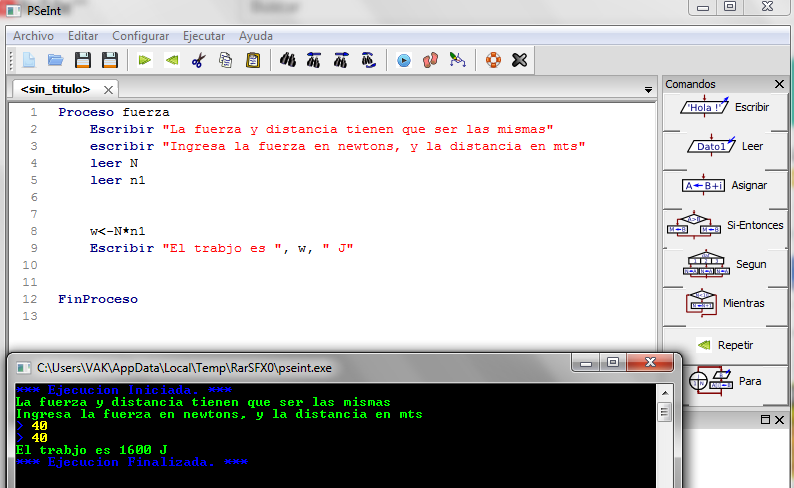 PSeInt
Archivo Editar Configurar Ejecutar Ayuda
<sin_titulo>
Comandos
1 Proceso fuerza
2 Escribir "La fuerza y distancia tienen que ser las mismas"
3 escribir "Ingresa la fuerza en newtons, y la distancia en mts"
4 leer N
5 leer n1
6
7
8 w<-N*n1
9 Escribir "El trabjo es ", w, " J"
10
11
12 FinProceso
13
'Hola !' Escribir
Dato1 Leer
A←B+i Asignar
A>B Si-Entonces
Segun
Mientras
Repetir
Para
C:\Users\VAK\AppData\Local\Temp\RarSFX0\pseint.exe
*** Ejecucion Iniciada. ***
La fuerza y distancia tienen que ser las mismas
Ingresa la fuerza en newtons, y la distancia en mts
> 40
> 40
El trabjo es 1600 J
*** Ejecucion Finalizada. ***